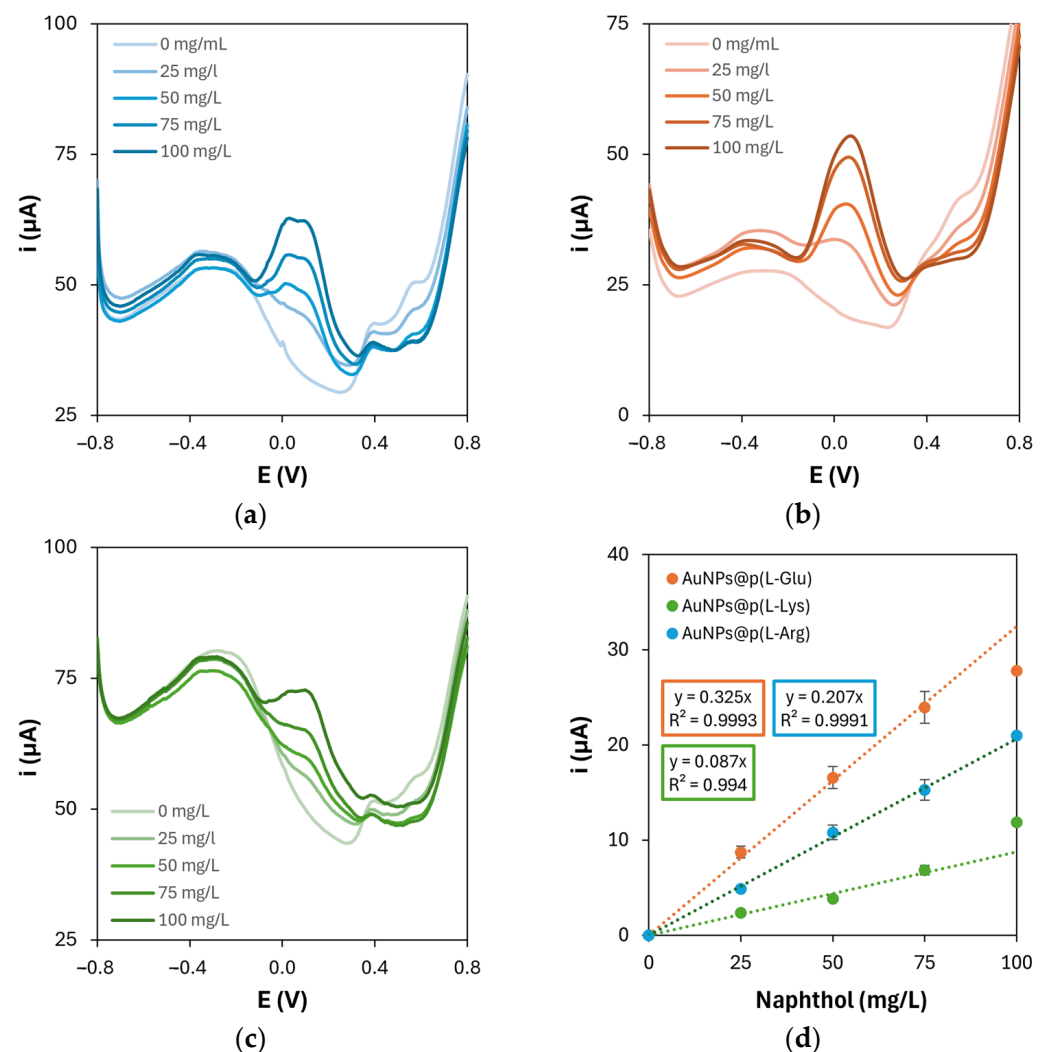 100
75
50
25
i (μA)
0 mg/mL
25 mg/l
50 mg/L
75 mg/L
100 mg/L
−0.8 −0.4 0.0 0.4 0.8
E (V)
(a)
75
50
25
0
i (μA)
0 mg/mL
25 mg/l
50 mg/L
75 mg/L
100 mg/L
−0.8 −0.4 0.0 0.4 0.8
E (V)
(b)
100
75
50
25
i (μA)
0 mg/L
25 mg/l
50 mg/L
75 mg/L
100 mg/L
−0.8 −0.4 0.0 0.4 0.8
E (V)
(c)
40
30
20
10
0
i (μA)
AuNPs@p(L-Glu)
AuNPs@p(L-Lys)
AuNPs@p(L-Arg)
y = 0.325x
R² = 0.9993
y = 0.207x
R² = 0.9991
y = 0.087x
R² = 0.994
0 25 50 75 100
Naphthol (mg/L)
(d)